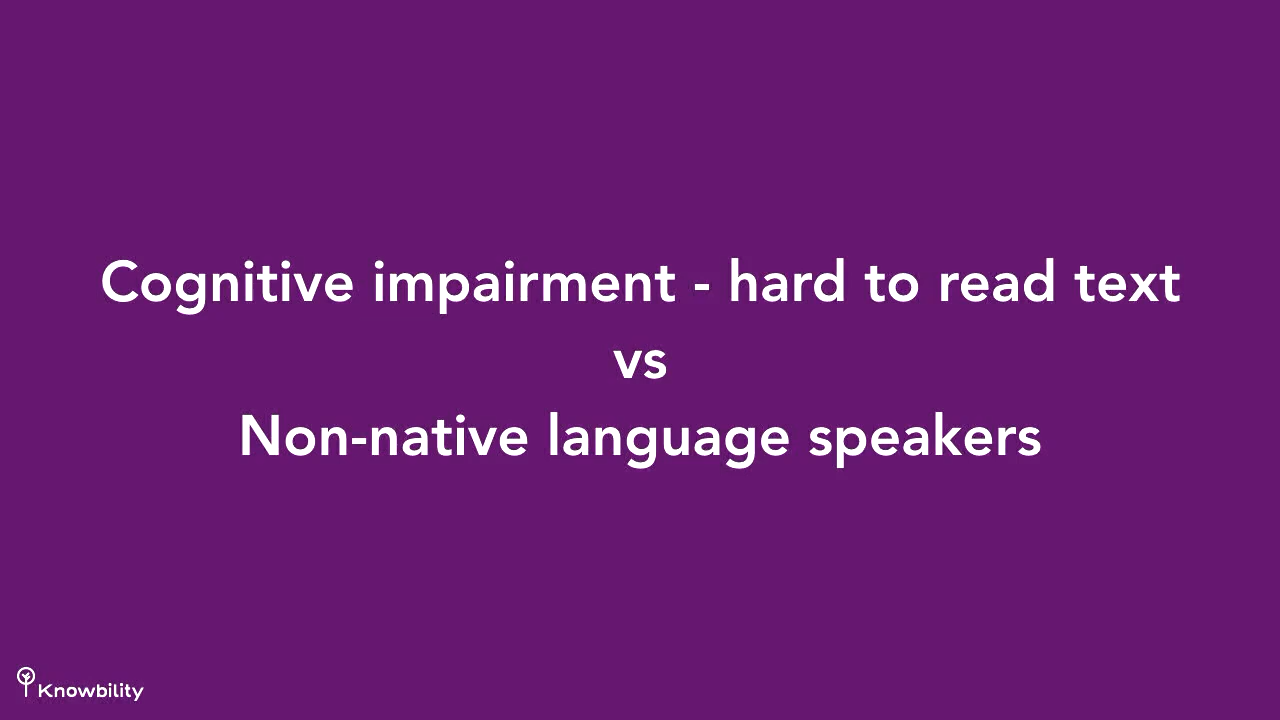 Cognitive impairment - hard to read text
vs
Non-native language speakers
Knowbility